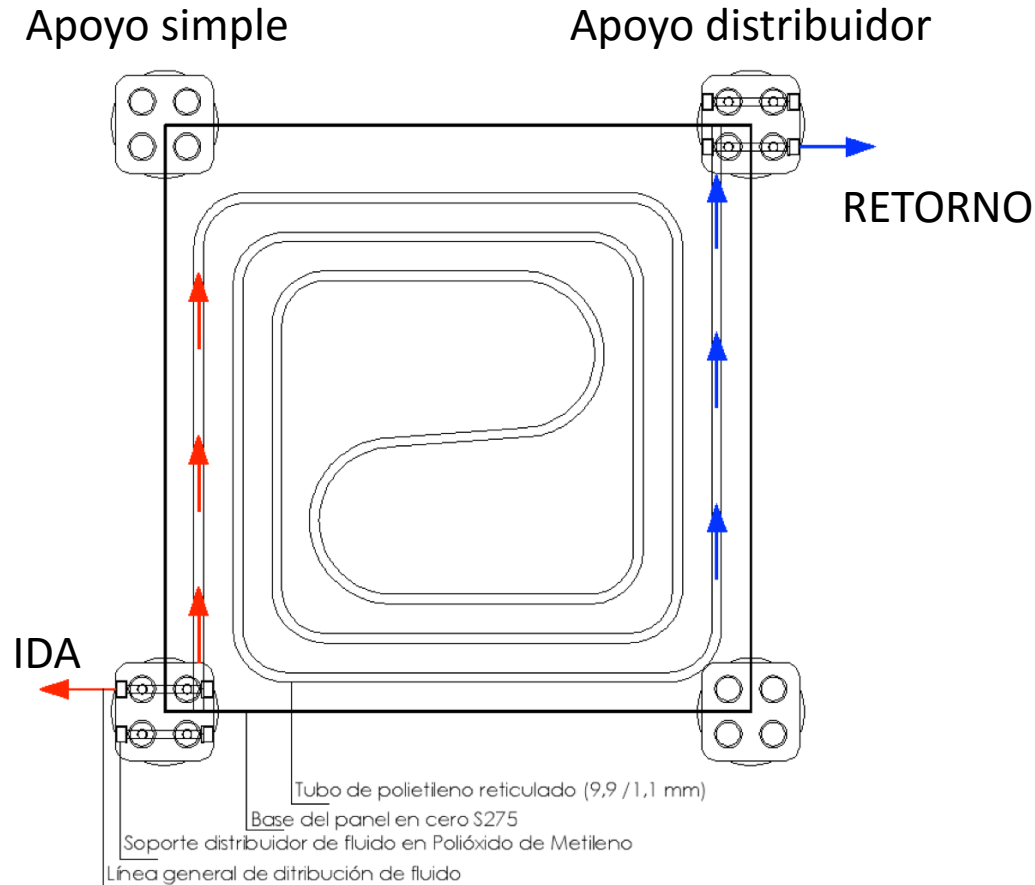 Apoyo simple
Apoyo distribuidor
RETORNO
IDA
Tubo de polietileno reticulado (9,9 /1,1 mm)
Base del panel en cero S275
Soporte distribuidor de fluido en Polióxido de Metileno
Línea general de ditribución de fluido